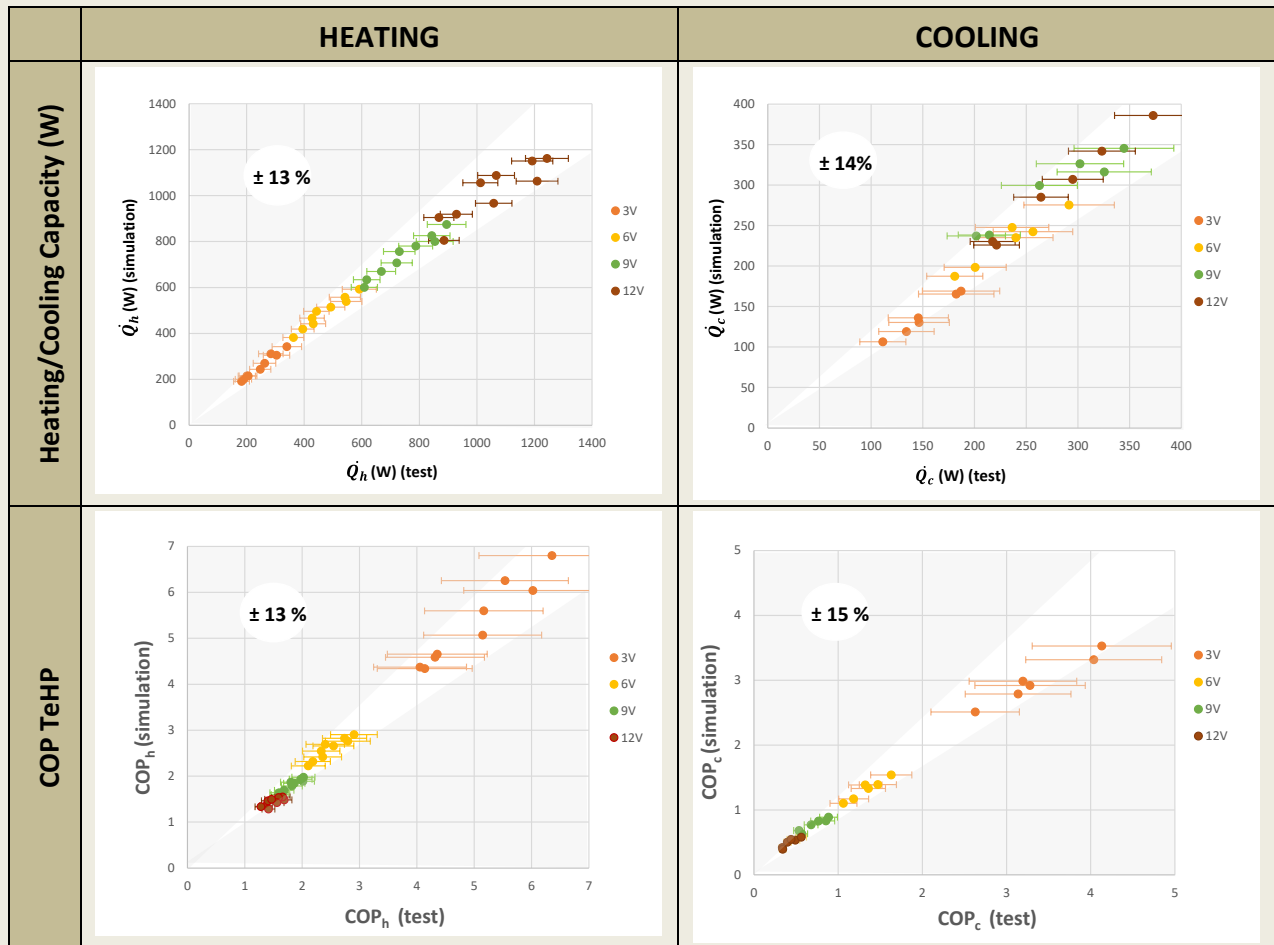 HEATING
COOLING
Heating/Cooling Capacity (W)
1400
1200
1000
800
600
400
200
0
0 200 400 600 800 1000 1200 1400
± 13 %
Q̇h (W) (simulation)
Q̇h (W) (test)
3V
6V
9V
12V
400
350
300
250
200
150
100
50
0
0 50 100 150 200 250 300 350 400
± 14%
Q̇c (W) (simulation)
Q̇c (W) (test)
3V
6V
9V
12V
COP TeHP
7
6
5
4
3
2
1
0
0 1 2 3 4 5 6 7
± 13 %
COPh (simulation)
COPh (test)
3V
6V
9V
12V
5
4
3
2
1
0
0 1 2 3 4 5
± 15 %
COPc (simulation)
COPc (test)
3V
6V
9V
12V